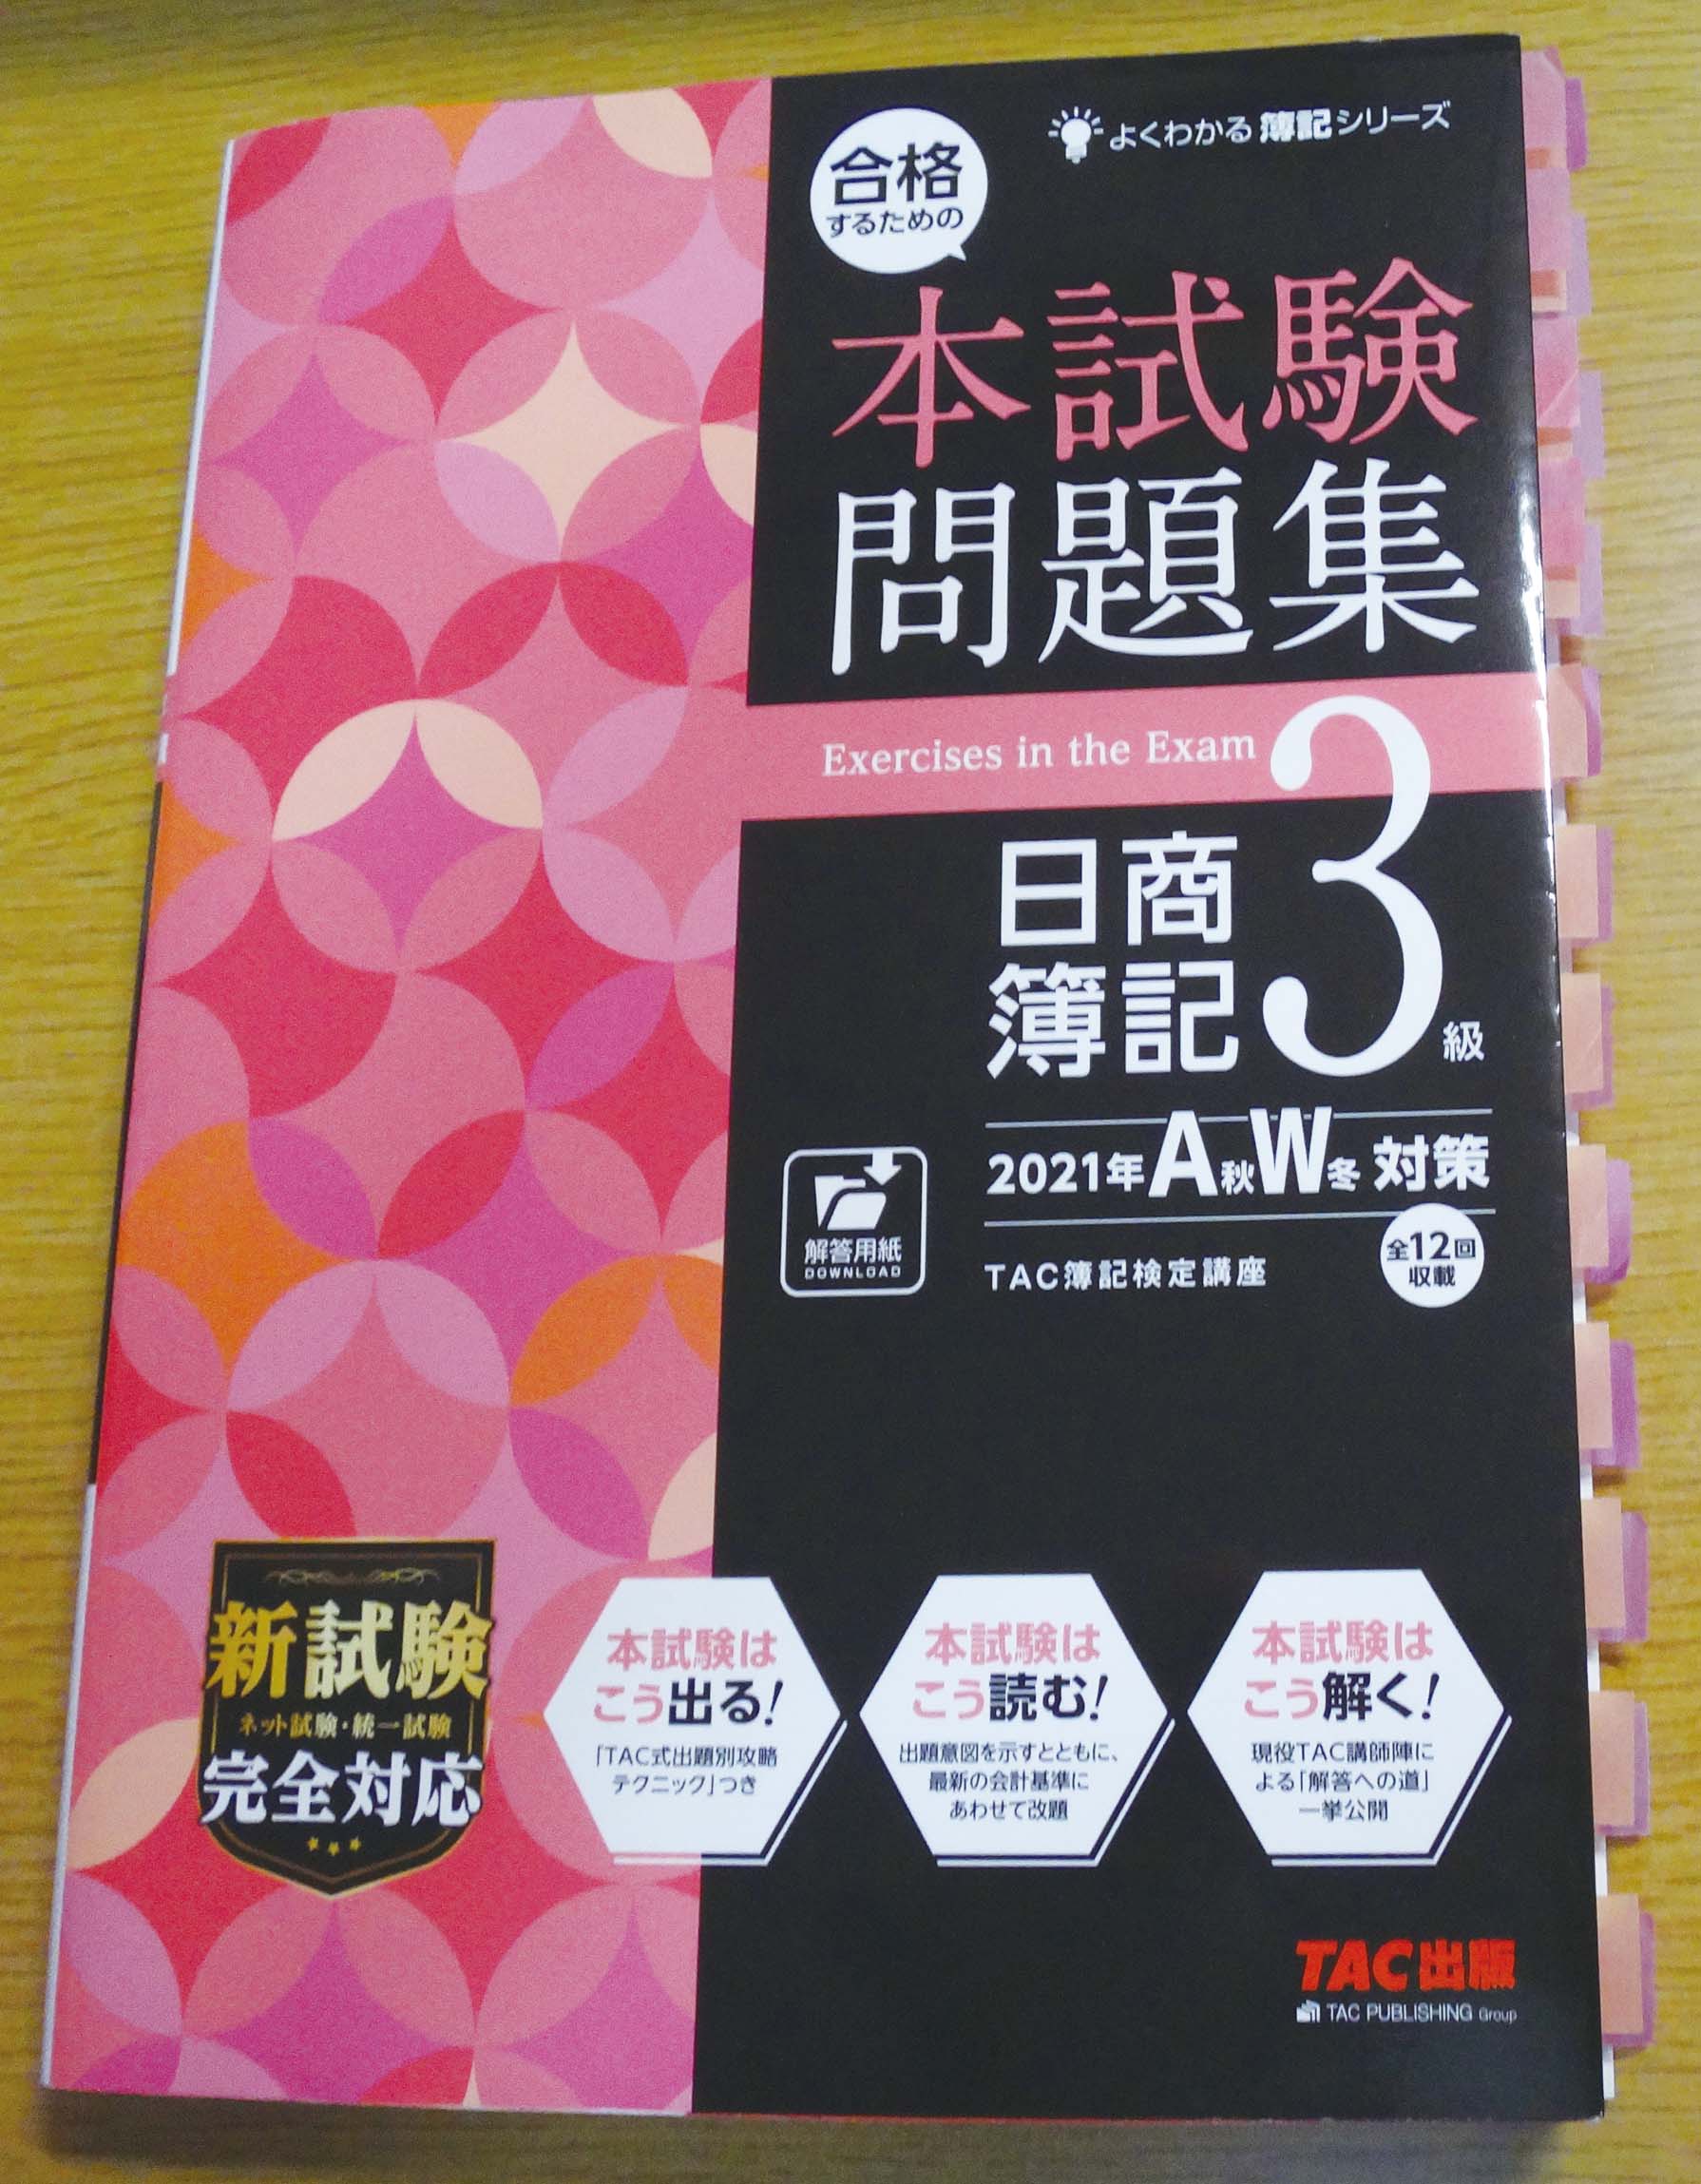 よくわかる簿記シリーズ
合格
するための
本試験
問題集
Exercises in the Exam
日商
簿記
3級
2021年A秋W冬対策
全12回
収載
TAC簿記検定講座
解答用紙
DOWNLOAD
新試験
ネット試験・統一試験
完全対応
本試験は
こう出る!
「TAC式出題別攻略
テクニック」つき
本試験は
こう読む!
出題意図を示すとともに、
最新の会計基準に
あわせて改題
本試験は
こう解く!
現役TAC講師陣に
よる「解答への道」
一挙公開
TAC出版
TAC PUBLISHING Group